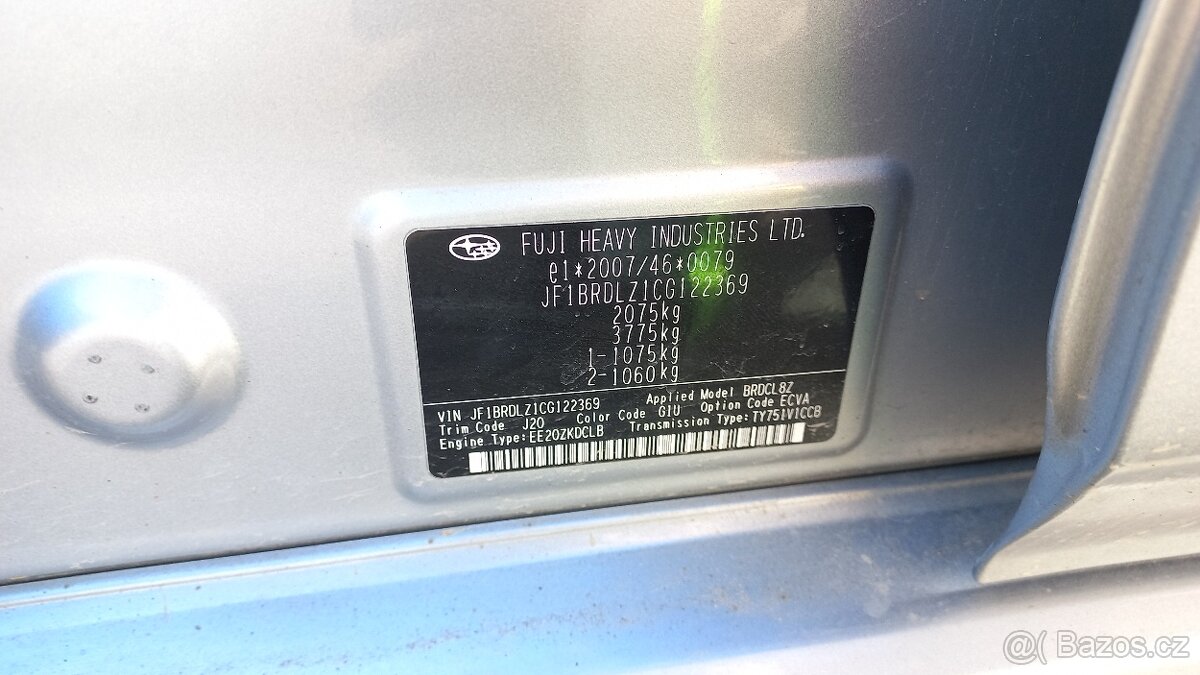 FUJI HEAVY INDUSTRIES LTD.
e1*2007/46*0079
JF1BRDLZ1CG122369
2075kg
3775kg
1-1075kg
2-1060kg
VIN JF1BRDLZ1CG122369 Applied Model BRDCL8Z
Trim Code J20 Color Code G1U Option Code ECVA
Engine Type:EE20ZKDCLB Transmission Type:TY751V1CCB
@( Bazos.cz